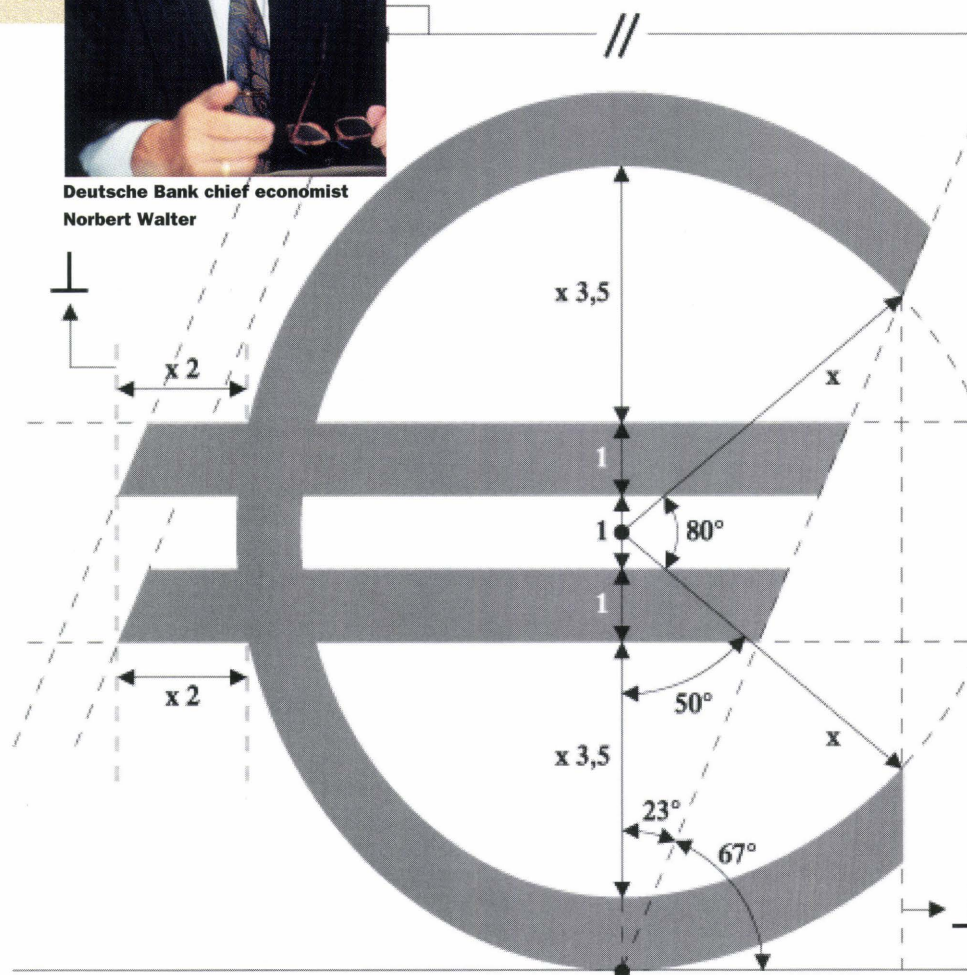 Deutsche Bank chief economist
Norbert Walter
x 3,5
x
x 2
1
1
80°
1
x 2
50°
x
x 3,5
23°
67°